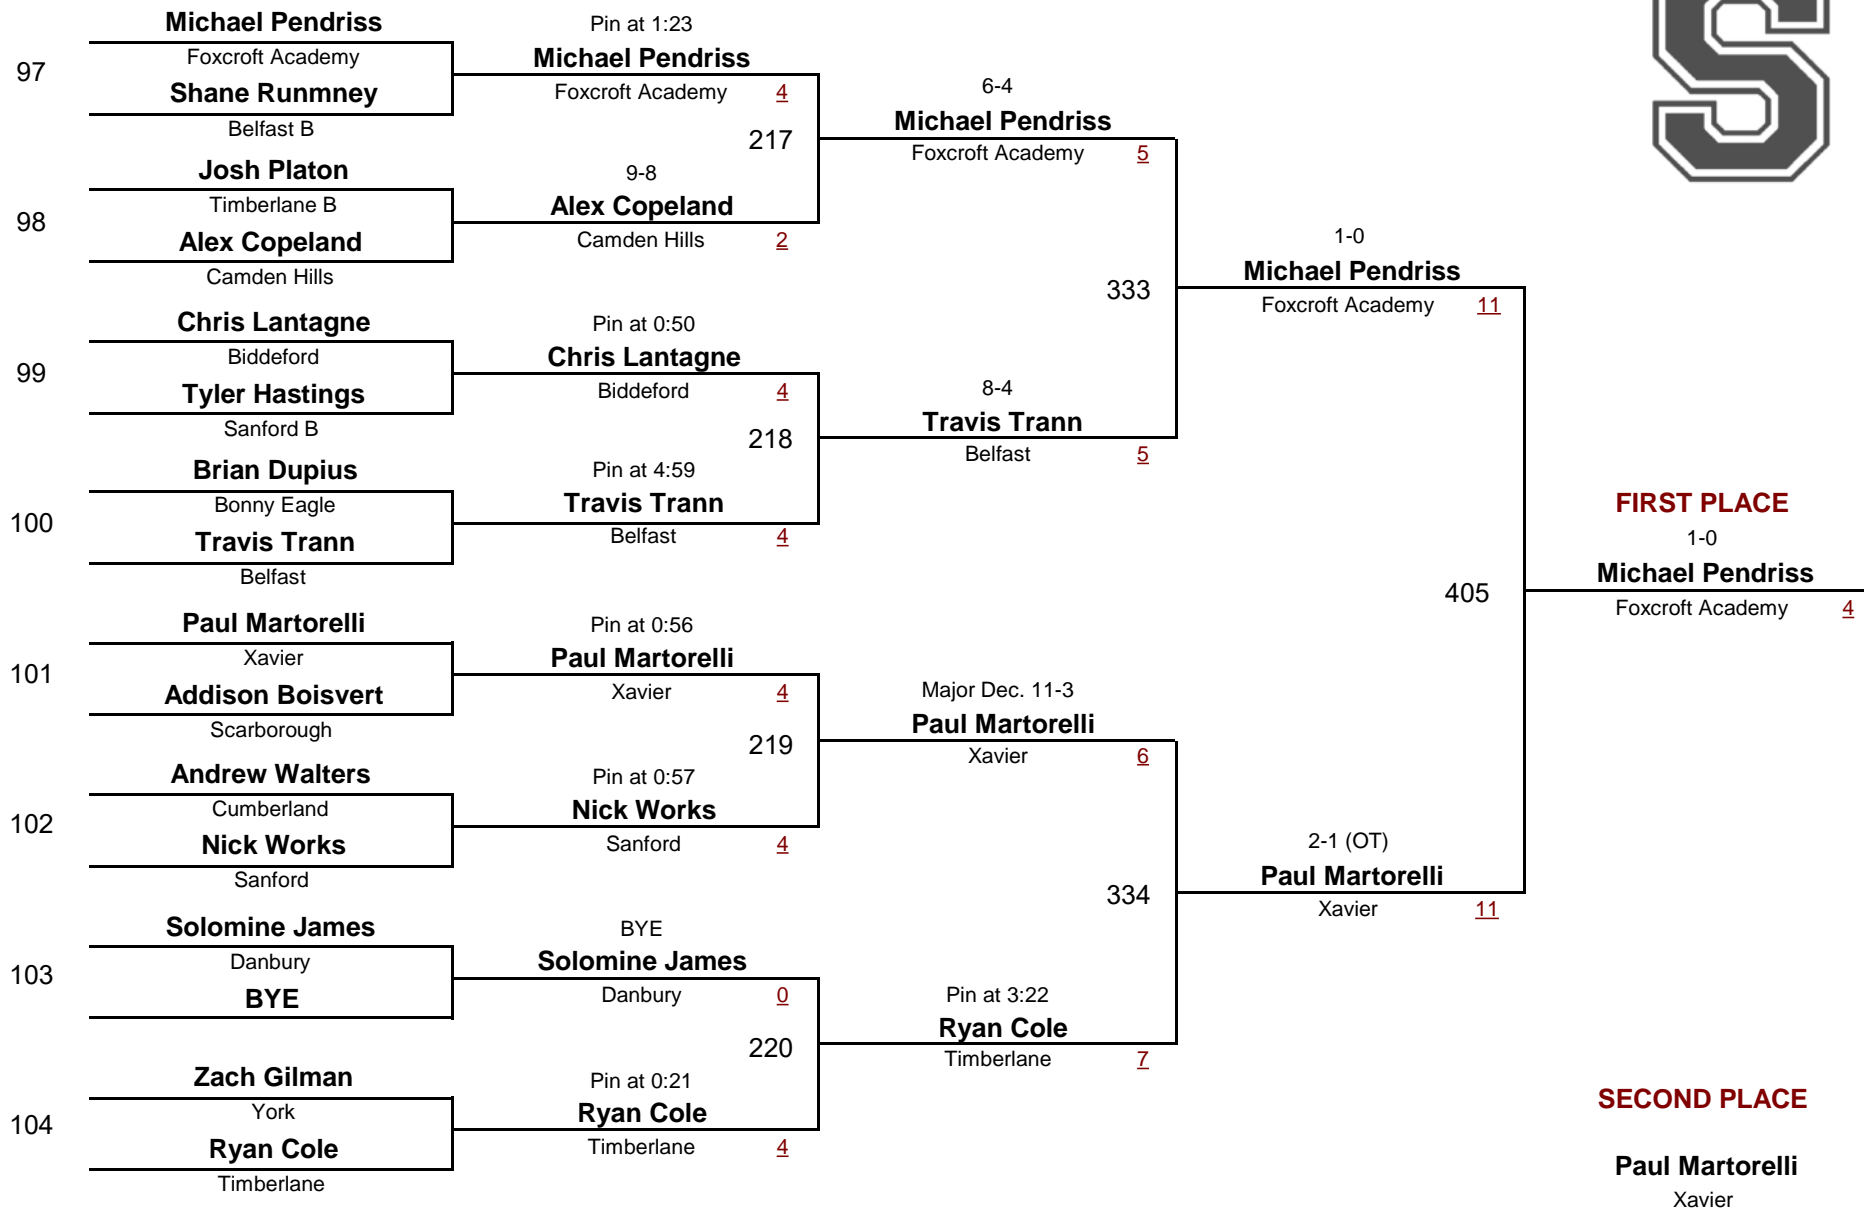 Michael Pendriss
Foxcroft Academy
97
Shane Runmney
Belfast B
Josh Platon
Timberlane B
98
Alex Copeland
Camden Hills
Chris Lantagne
Biddeford
99
Tyler Hastings
Sanford B
Brian Dupius
Bonny Eagle
100
Travis Trann
Belfast
Paul Martorelli
Xavier
101
Addison Boisvert
Scarborough
Andrew Walters
Cumberland
102
Nick Works
Sanford
Solomine James
Danbury
103
BYE
Zach Gilman
York
104
Ryan Cole
Timberlane
Pin at 1:23
Michael Pendriss
Foxcroft Academy 4
217
9-8
Alex Copeland
Camden Hills 2
Pin at 0:50
Chris Lantagne
Biddeford 4
218
Pin at 4:59
Travis Trann
Belfast 4
Pin at 0:56
Paul Martorelli
Xavier 4
219
Pin at 0:57
Nick Works
Sanford 4
BYE
Solomine James
Danbury 0
220
Pin at 0:21
Ryan Cole
Timberlane 4
6-4
Michael Pendriss
Foxcroft Academy 5
333
8-4
Travis Trann
Belfast 5
Major Dec. 11-3
Paul Martorelli
Xavier 6
334
Pin at 3:22
Ryan Cole
Timberlane 7
1-0
Michael Pendriss
Foxcroft Academy 11
405
2-1 (OT)
Paul Martorelli
Xavier 11
S
FIRST PLACE
1-0
Michael Pendriss
Foxcroft Academy 4
SECOND PLACE
Paul Martorelli
Xavier